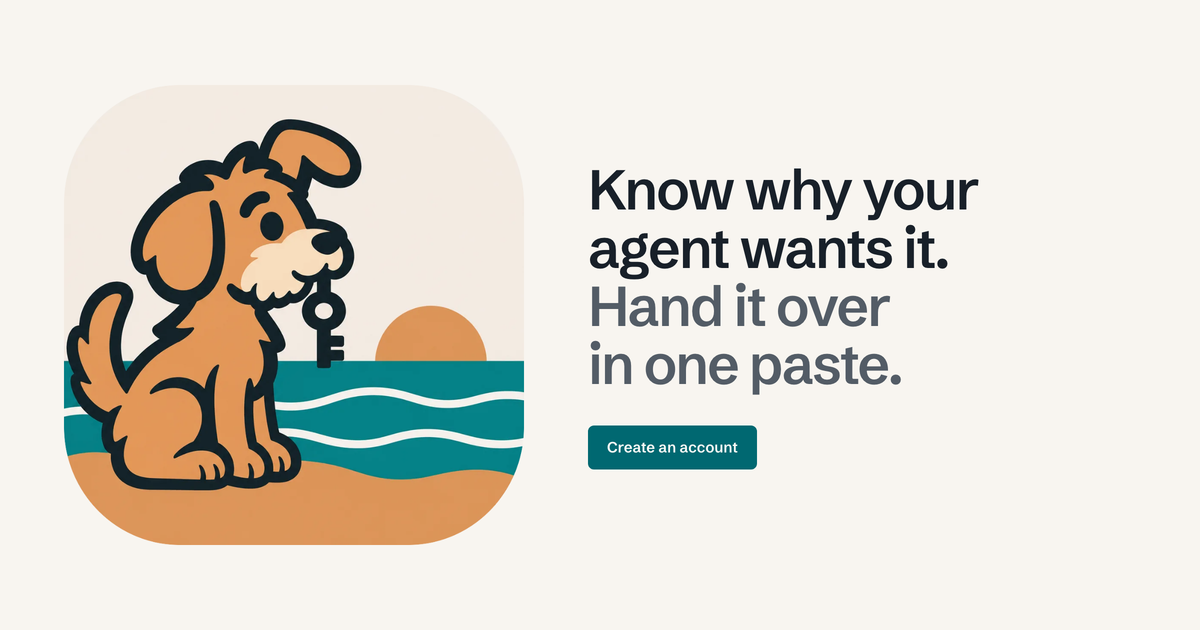 Know why your
agent wants it.
Hand it over
in one paste.
Create an account